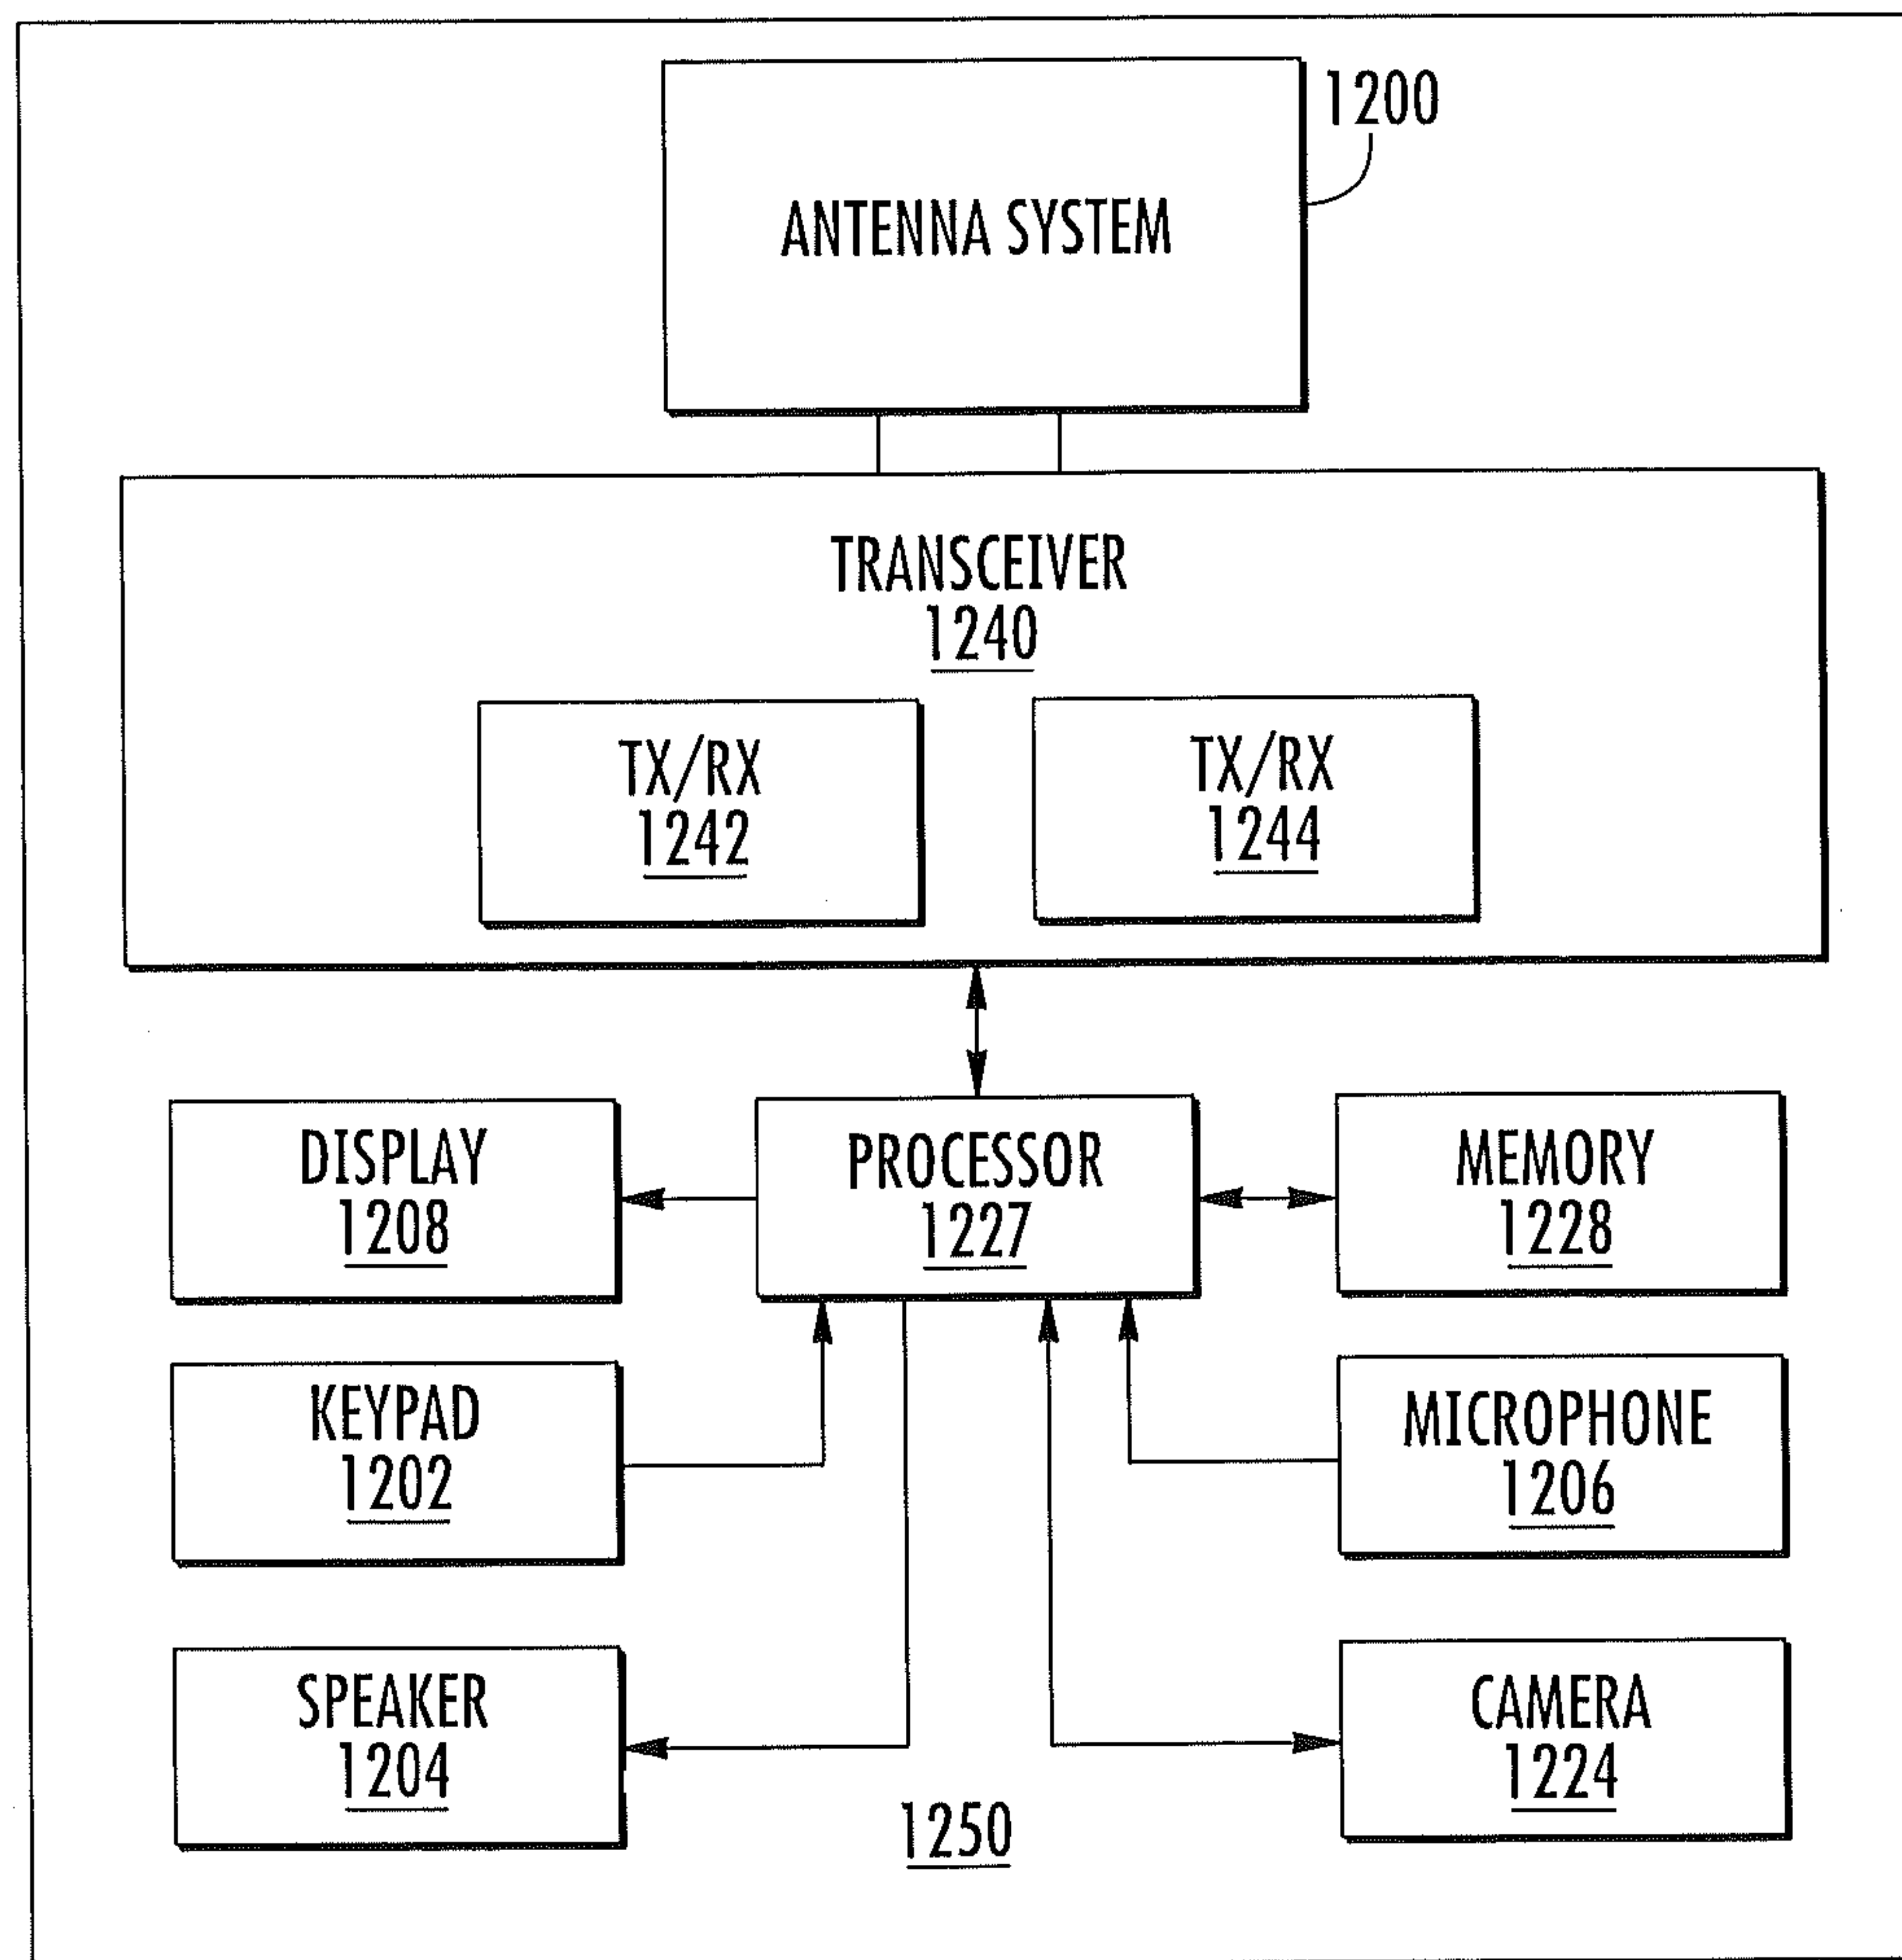 1200
ANTENNA SYSTEM
TRANSCEIVER
1240
TX/RX
1242
TX/RX
1244
DISPLAY
1208
PROCESSOR
1227
MEMORY
1228
KEYPAD
1202
MICROPHONE
1206
SPEAKER
1204
CAMERA
1224
1250